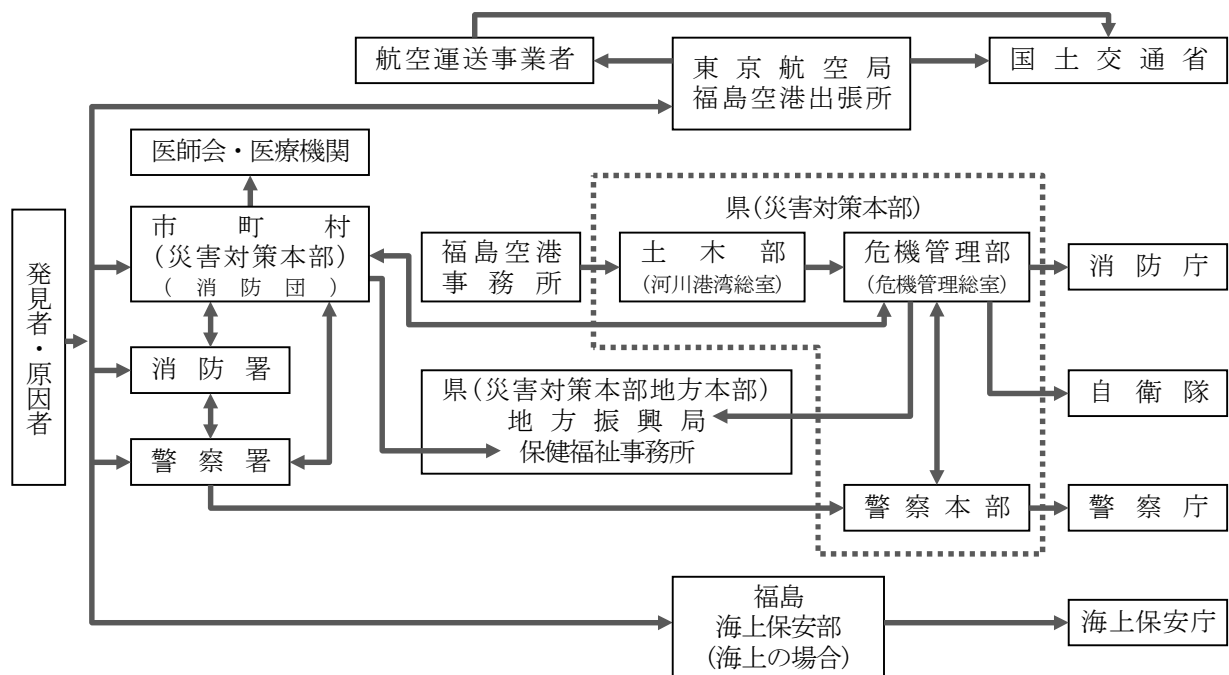 航空運送事業者
東京航空局
福島空港出張所
国土交通省
医師会・医療機関
発見者・原因者
市町村
(災害対策本部)
(消防団)
消防署
警察署
福島空港
事務所
県(災害対策本部)
土木部
(河川港湾総室)
危機管理部
(危機管理総室)
消防庁
県(災害対策本部地方本部)
地方振興局
保健福祉事務所
自衛隊
警察本部
警察庁
福島
海上保安部
(海上の場合)
海上保安庁